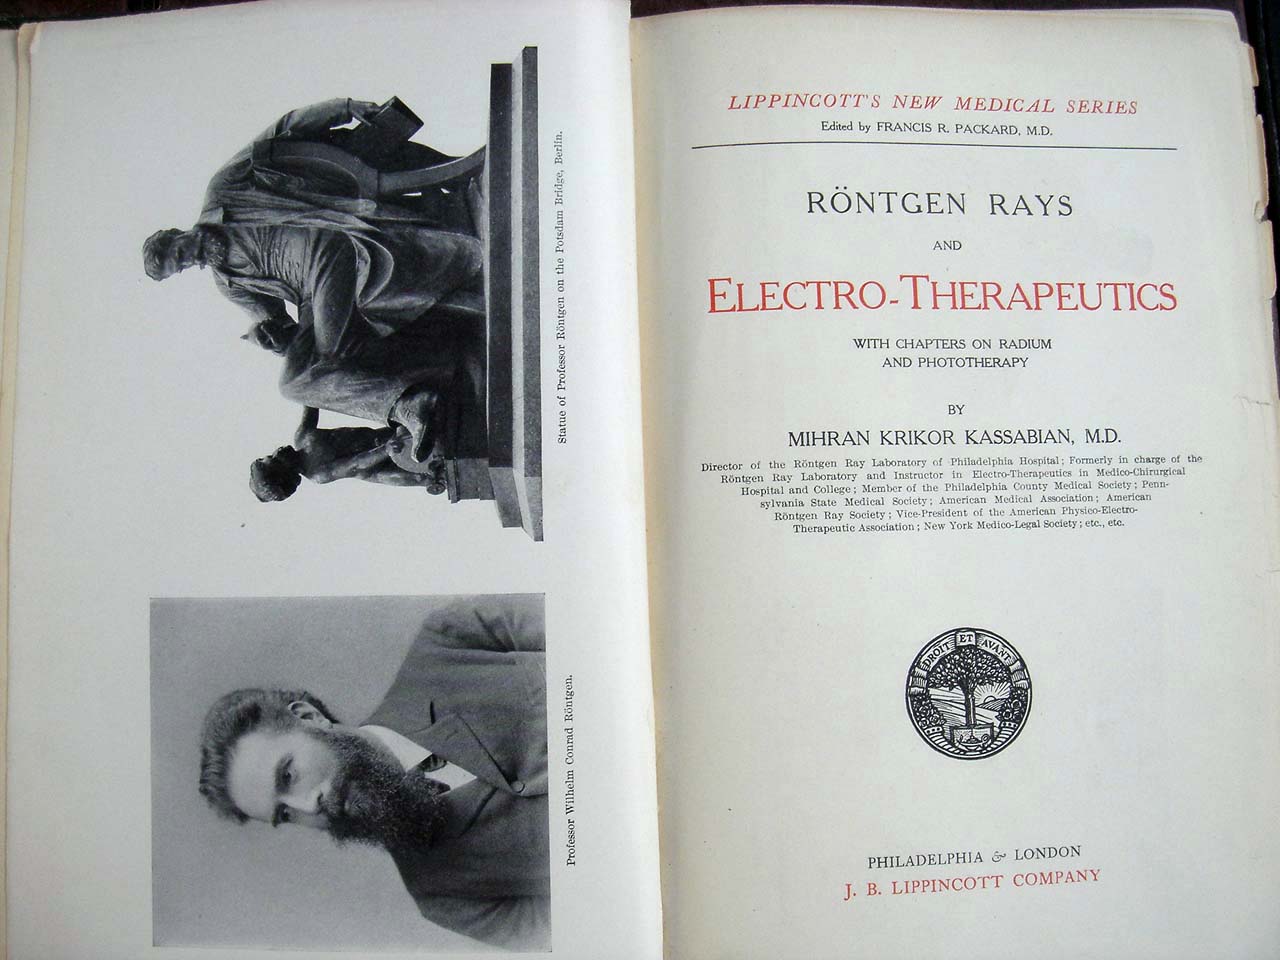 Statue of Professor Röntgen on the Potsdam Bridge, Berlin.
Professor Wilhelm Conrad Röntgen.
LIPPINCOTT'S NEW MEDICAL SERIES
Edited by FRANCIS R. PACKARD, M.D.
RÖNTGEN RAYS
AND
ELECTRO-THERAPEUTICS
WITH CHAPTERS ON RADIUM
AND PHOTOTHERAPY
BY
MIHRAN KRIKOR KASSABIAN, M.D.
Director of the Röntgen Ray Laboratory of Philadelphia Hospital; Formerly in charge of the
Röntgen Ray Laboratory and Instructor in Electro-Therapeutics in Medico-Chirurgical
Hospital and College; Member of the Philadelphia County Medical Society; Penn-
sylvania State Medical Society; American Medical Association; American
Röntgen Ray Society; Vice-President of the American Physico-Electro-
Therapeutic Association; New York Medico-Legal Society; etc., etc.
DROIT ET AVANT
PHILADELPHIA & LONDON
J. B. LIPPINCOTT COMPANY